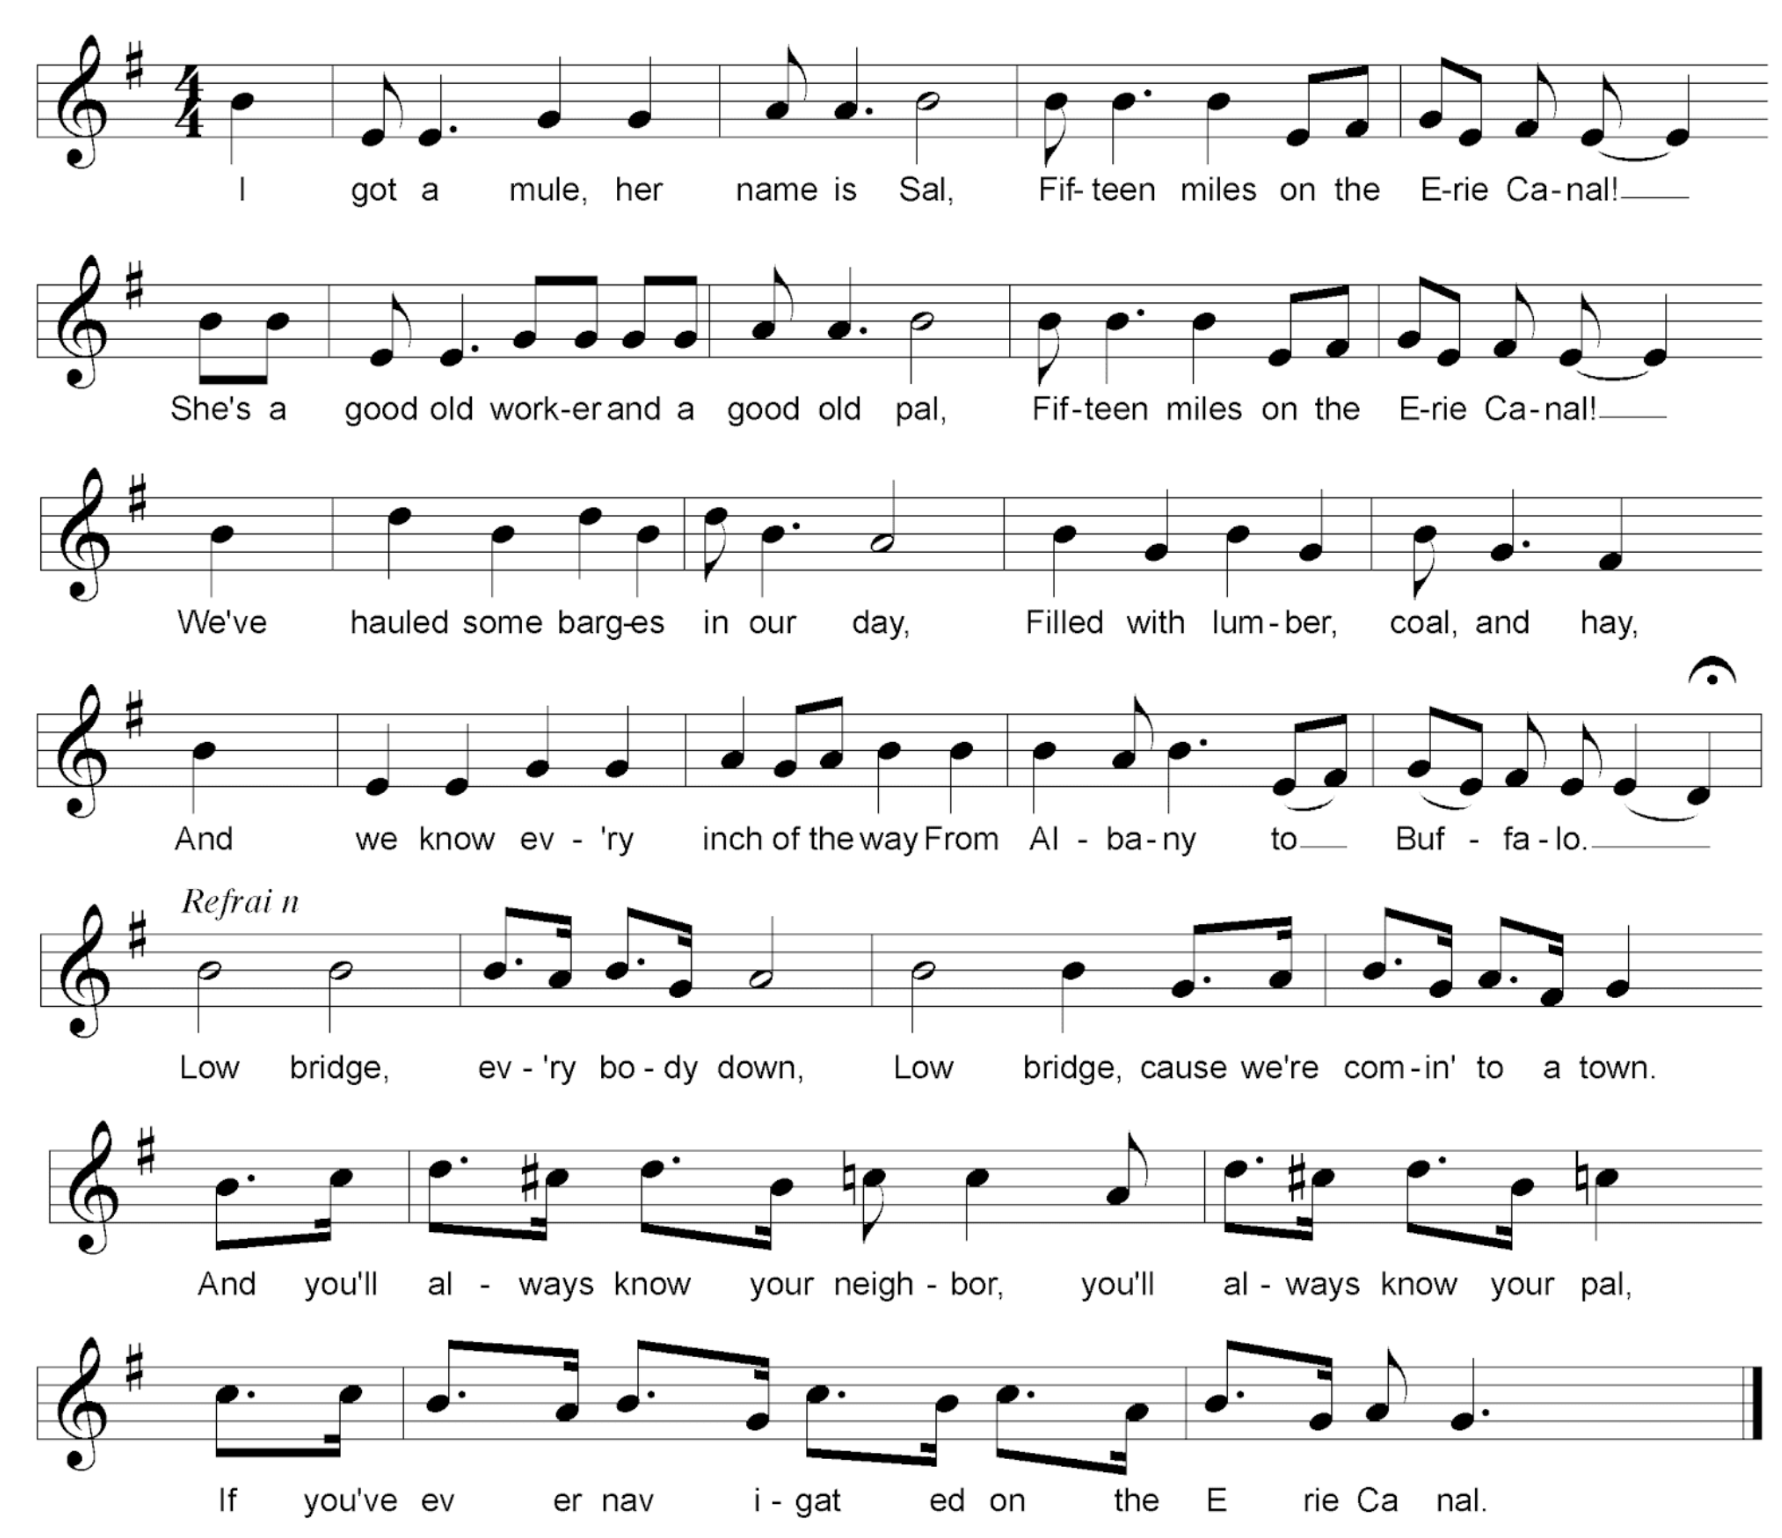 4
4
I got a mule, her name is Sal, Fif-teen miles on the E-rie Ca-nal!
She's a good old work-er and a good old pal, Fif-teen miles on the E-rie Ca-nal!
We've hauled some barg-es in our day, Filled with lum-ber, coal, and hay,
And we know ev - 'ry inch of the way From Al - ba-ny to Buf - fa-lo.
Refrai n
Low bridge, ev - 'ry bo - dy down, Low bridge, cause we're com-in' to a town.
And you'll al - ways know your neigh - bor, you'll al - ways know your pal,
If you've ev er nav i - gat ed on the E rie Ca nal.